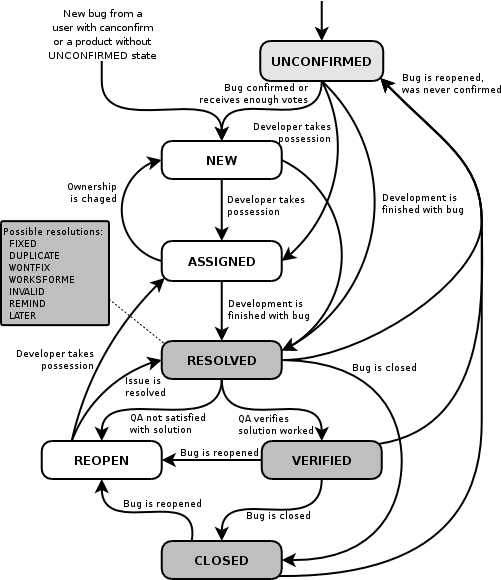 New bug from a
user with canconfirm
or a product without
UNCONFIRMED state
UNCONFIRMED
Bug is reopened,
was never confirmed
Bug confirmed or
receives enough votes
Developer takes
possession
NEW
Ownership
is chaged
Developer takes
possession
Development is
finished with bug
Possible resolutions:
FIXED
DUPLICATE
WONTFIX
WORKSFORME
INVALID
REMIND
LATER
ASSIGNED
Development is
finished with bug
Developer takes
possession
RESOLVED
Issue is
resolved
Bug is closed
QA not satisfied
with solution
QA verifies
solution worked
REOPEN
Bug is reopened
VERIFIED
Bug is reopened
Bug is closed
CLOSED